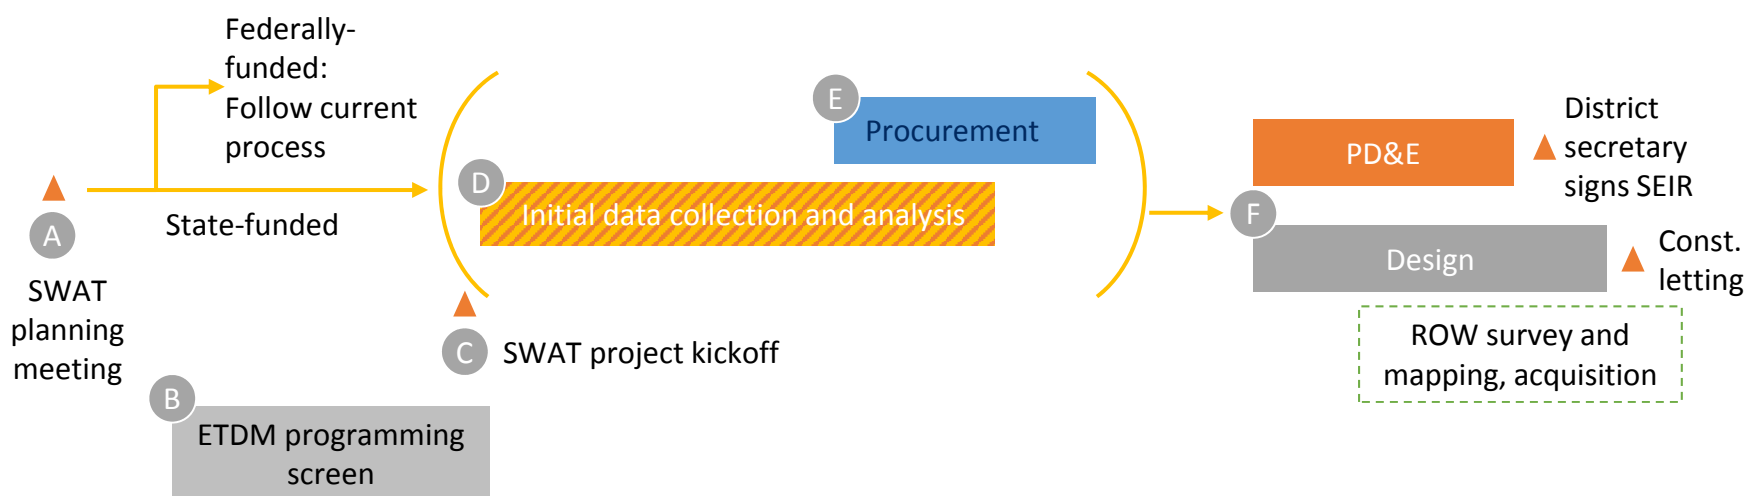 Federally-
funded:
Follow current
process
State-funded
A
SWAT
planning
meeting
B
ETDM programming
screen
C
SWAT project kickoff
D
Initial data collection and analysis
E
Procurement
F
PD&E
District
secretary
signs SEIR
Design
Const.
letting
ROW survey and
mapping, acquisition